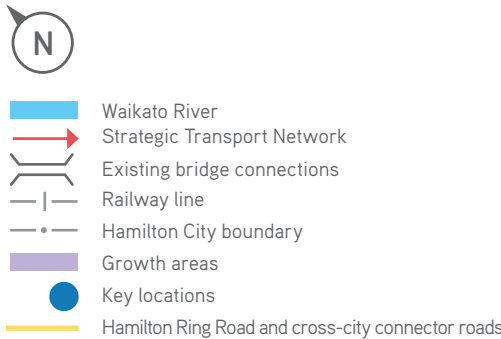 N
Waikato River
Strategic Transport Network
Existing bridge connections
Railway line
Hamilton City boundary
Growth areas
Key locations
Hamilton Ring Road and cross-city connector roads